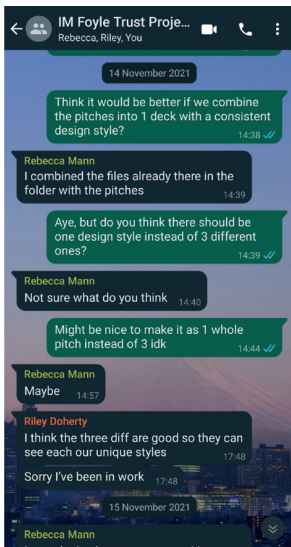 IM Foyle Trust Proje...
Rebecca, Riley, You
14 November 2021
Think it would be better if we combine
the pitches into 1 deck with a consistent
design style?
14:38
Rebecca Mann
I combined the files already there in the
folder with the pitches
14:39
Aye, but do you think there should be
one design style instead of 3 different
ones?
14:39
Rebecca Mann
Not sure what do you think 14:40
Might be nice to make it as 1 whole
pitch instead of 3 idk
14:44
Rebecca Mann
Maybe 14:57
Riley Doherty
I think the three diff are good so they can
see each our unique styles
17:48
Sorry I've been in work 17:48
15 November 2021
Rebecca Mann